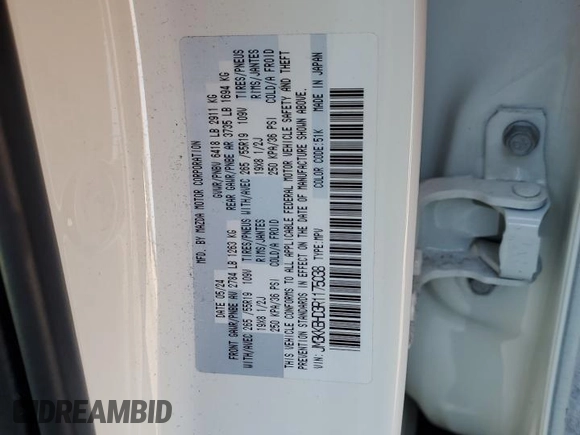 MFD. BY MAZDA MOTOR CORPORATION
DATE 05/24 GVWR/PNBV 6418 LB 2911 KG
FRONT GAWR/PNBE AV 2784 LB 1263 KG REAR GAWR/PNBE AR 3735 LB 1694 KG
WITH/AVEC 265 /55R19 109V TIRES/PNEUS WITH/AVEC 265 /55R19 109V TIRES/PNEUS
19X8 1/2J RIMS/JANTES 19X8 1/2J RIMS/JANTES
250 KPA/36 PSI COLD/A FROID 250 KPA/36 PSI COLD/A FROID
THIS VEHICLE CONFORMS TO ALL APPLICABLE FEDERAL MOTOR VEHICLE SAFETY AND THEFT
PREVENTION STANDARDS IN EFFECT ON THE DATE OF MANUFACTURE SHOWN ABOVE.
VIN: JM3KKBHD3R1175038 TYPE:MPV COLOR CODE:51K MADE IN JAPAN
IDREAMBID.COM